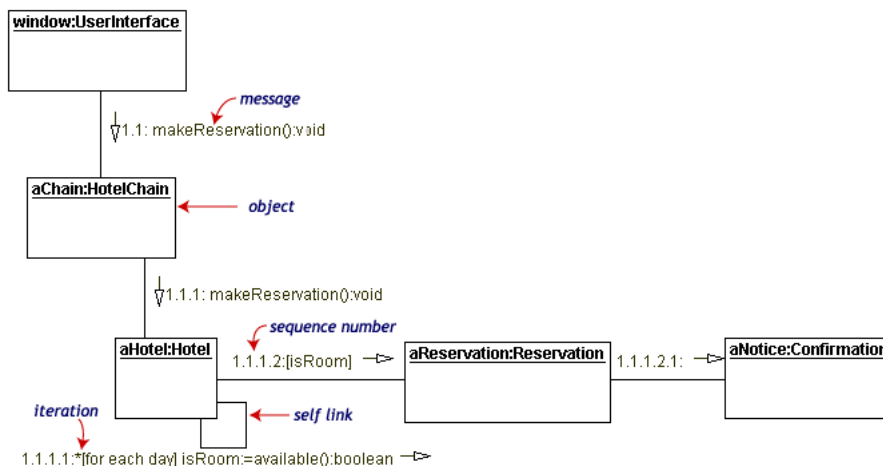 window:UserInterface
message
1.1: makeReservation():void
aChain:HotelChain
object
1.1.1: makeReservation():void
sequence number
aHotel:Hotel
1.1.1.2:[isRoom]
aReservation:Reservation
1.1.1.2.1:
aNotice:Confirmation
iteration
self link
1.1.1.1:*[for each day] isRoom:=available():boolean